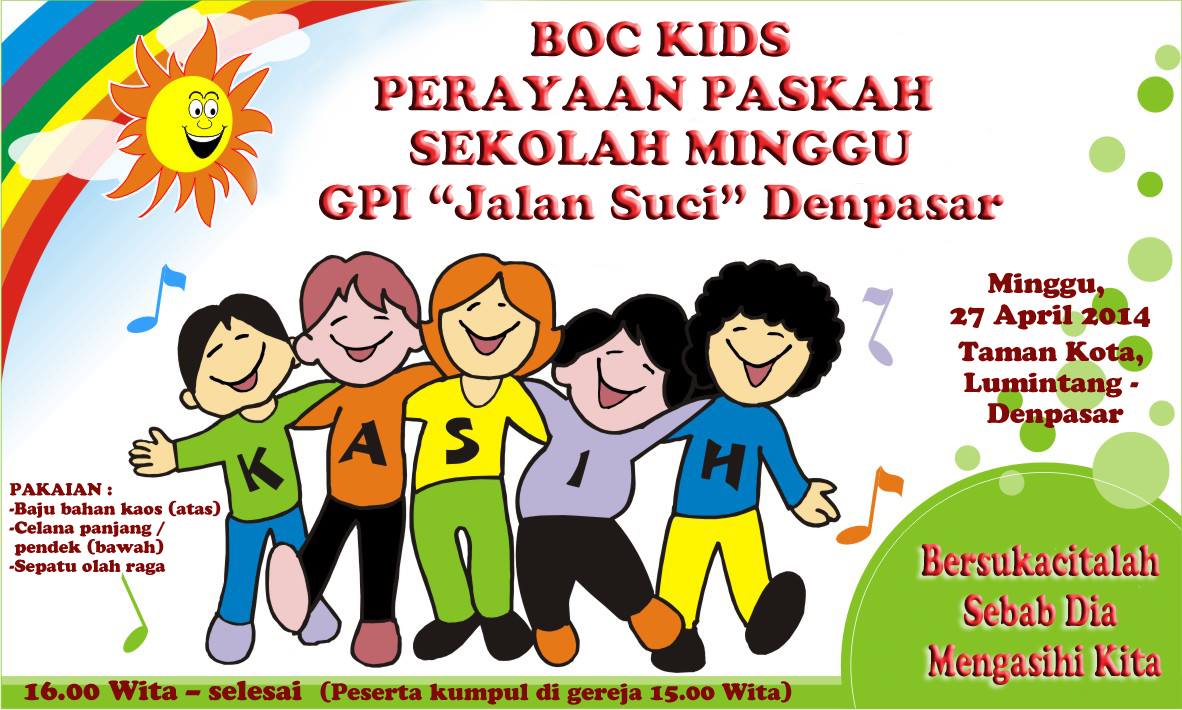 BOC KIDS
PERAYAAN PASKAH
SEKOLAH MINGGU
GPI “Jalan Suci” Denpasar
Minggu,
27 April 2014
Taman Kota,
Lumintang -
Denpasar
K A S I H
PAKAIAN :
-Baju bahan kaos (atas)
-Celana panjang /
pendek (bawah)
-Sepatu olah raga
Bersukacitalah
Sebab Dia
Mengasihi Kita
16.00 Wita – selesai (Peserta kumpul di gereja 15.00 Wita)